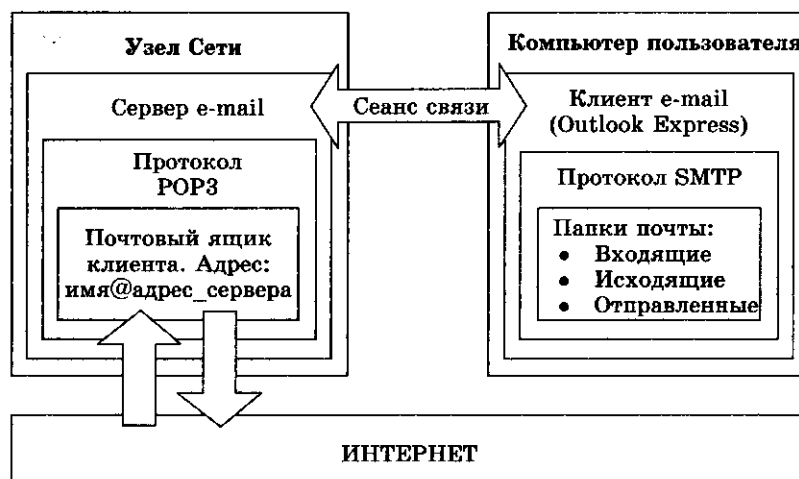 Узел Сети
Сервер e-mail
Протокол
POP3
Почтовый ящик
клиента. Адрес:
имя@адрес_сервера
Сеанс связи
Компьютер пользователя
Клиент e-mail
(Outlook Express)
Протокол SMTP
Папки почты:
• Входящие
• Исходящие
• Отправленные
ИНТЕРНЕТ